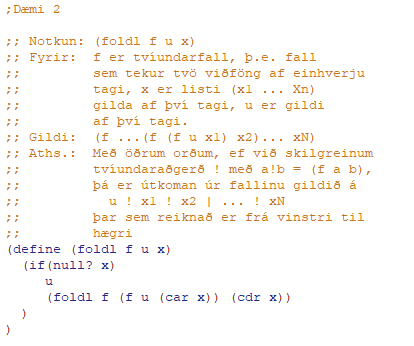 ;Dæmi 2
;; Notkun: (foldl f u x)
;; Fyrir:  f er tvíundarfall, þ.e. fall
;;         sem tekur tvö viðföng af einhverju
;;         tagi, x er listi (x1 ... Xn)
;;         gilda af því tagi, u er gildi
;;         af því tagi.
;; Gildi:  (f ...(f (f u x1) x2)... xN)
;; Aths.:  Með öðrum orðum, ef við skilgreinum
;;         tvíundaraðgerð ! með a!b = (f a b),
;;         þá er útkoman úr fallinu gildið á
;;           u ! x1 ! x2 | ... ! xN
;;         þar sem reiknað er frá vinstri til
;;         hægri
(define (foldl f u x)
  (if(null? x)
     u
     (foldl f (f u (car x)) (cdr x))
  )
)